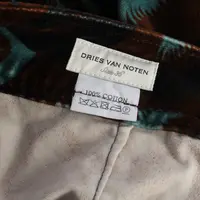 DRIES VAN NOTEN
100% COTTON